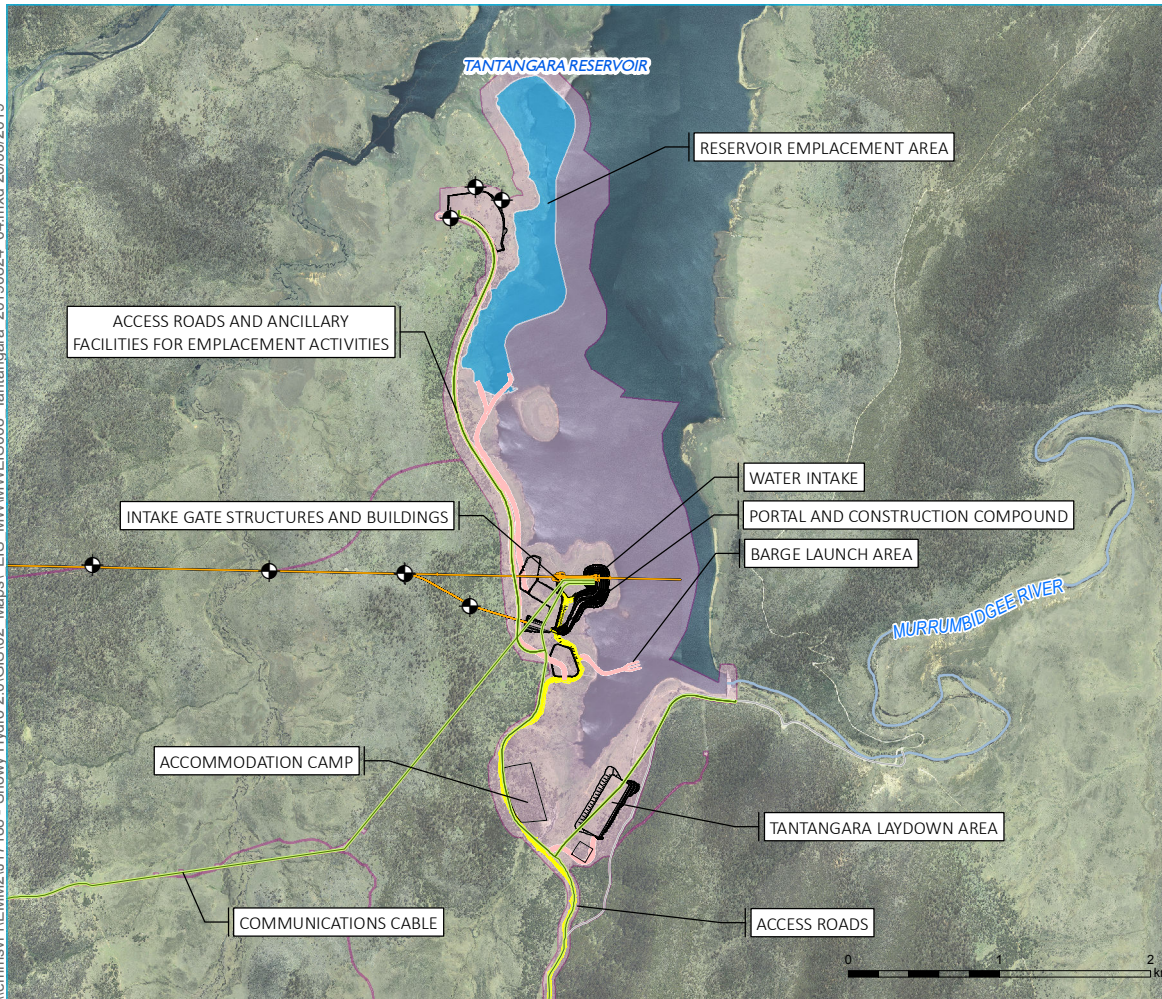 TANTANGARA RESERVOIR
RESERVOIR EMPLACEMENT AREA
ACCESS ROADS AND ANCILLARY
FACILITIES FOR EMPLACEMENT ACTIVITIES
WATER INTAKE
INTAKE GATE STRUCTURES AND BUILDINGS
PORTAL AND CONSTRUCTION COMPOUND
BARGE LAUNCH AREA
MURRUMBIDGEE RIVER
ACCOMMODATION CAMP
TANTANGARA LAYDOWN AREA
COMMUNICATIONS CABLE
ACCESS ROADS
0 1 2
km